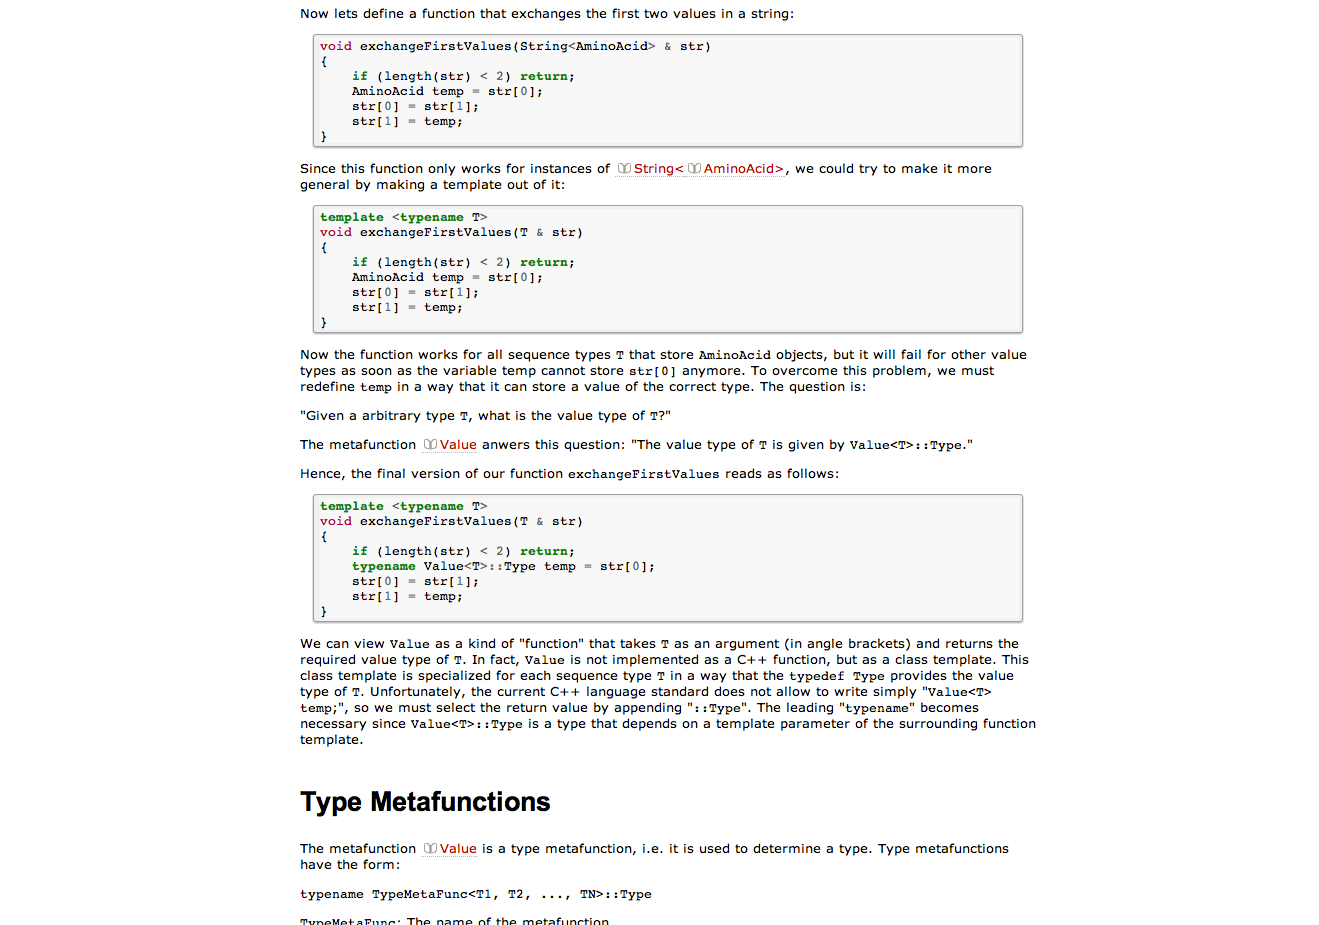 Now lets define a function that exchanges the first two values in a string:
void exchangeFirstValues(String<AminoAcid> & str)
{
    if (length(str) < 2) return;
    AminoAcid temp = str[0];
    str[0] = str[1];
    str[1] = temp;
}
Since this function only works for instances of String< AminoAcid>, we could try to make it more
general by making a template out of it:
template <typename T>
void exchangeFirstValues(T & str)
{
    if (length(str) < 2) return;
    AminoAcid temp = str[0];
    str[0] = str[1];
    str[1] = temp;
}
Now the function works for all sequence types T that store AminoAcid objects, but it will fail for other value
types as soon as the variable temp cannot store str[0] anymore. To overcome this problem, we must
redefine temp in a way that it can store a value of the correct type. The question is:
"Given a arbitrary type T, what is the value type of T?"
The metafunction Value anwers this question: "The value type of T is given by Value<T>::Type."
Hence, the final version of our function exchangeFirstValues reads as follows:
template <typename T>
void exchangeFirstValues(T & str)
{
    if (length(str) < 2) return;
    typename Value<T>::Type temp = str[0];
    str[0] = str[1];
    str[1] = temp;
}
We can view Value as a kind of "function" that takes T as an argument (in angle brackets) and returns the
required value type of T. In fact, Value is not implemented as a C++ function, but as a class template. This
class template is specialized for each sequence type T in a way that the typedef Type provides the value
type of T. Unfortunately, the current C++ language standard does not allow to write simply "Value<T>
temp;", so we must select the return value by appending "::Type". The leading "typename" becomes
necessary since Value<T>::Type is a type that depends on a template parameter of the surrounding function
template.
Type Metafunctions
The metafunction Value is a type metafunction, i.e. it is used to determine a type. Type metafunctions
have the form:
typename TypeMetaFunc<T1, T2, ..., TN>::Type
TypeMetaFunc: The name of the metafunction